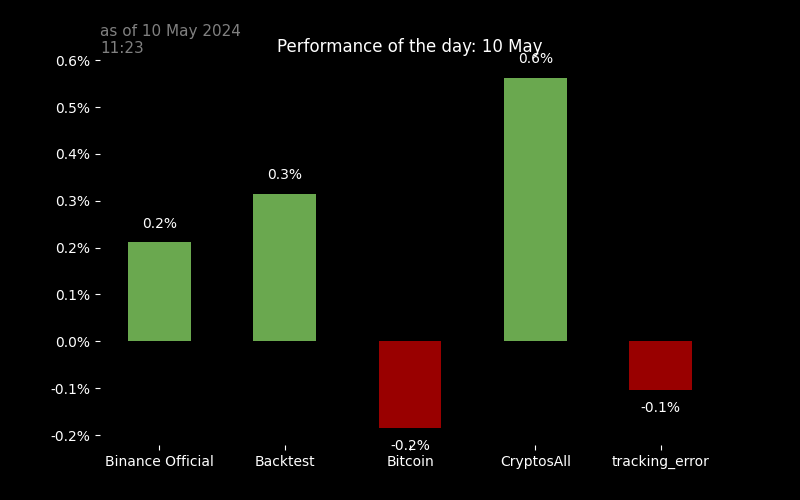 as of 10 May 2024
11:23
Performance of the day: 10 May
0.6%
0.5%
0.4%
0.3%
0.2%
0.1%
0.0%
-0.1%
-0.2%
0.2%
0.3%
-0.2%
0.6%
-0.1%
Binance Official
Backtest
Bitcoin
CryptosAll
tracking_error